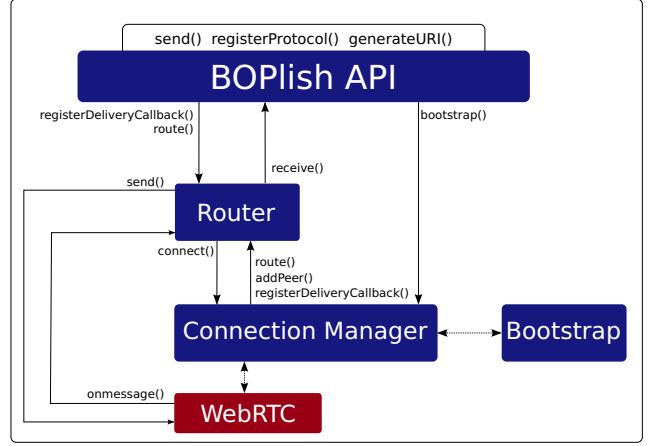 send() registerProtocol() generateURI()
BOPlish API
registerDeliveryCallback()
route()
bootstrap()
receive()
send()
Router
connect()
route()
addPeer()
registerDeliveryCallback()
Connection Manager
Bootstrap
onmessage()
WebRTC